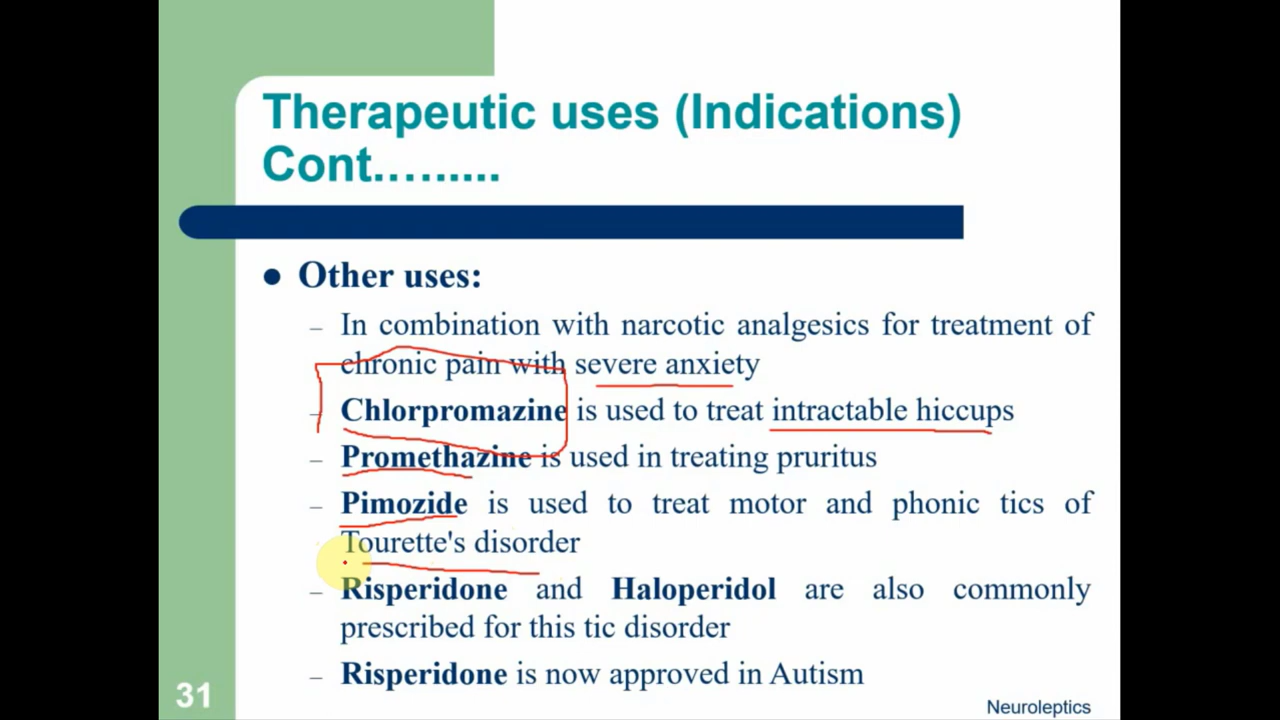 Therapeutic uses (Indications)
Cont.….....
Other uses:
– In combination with narcotic analgesics for treatment of
chronic pain with severe anxiety
– Chlorpromazine is used to treat intractable hiccups
– Promethazine is used in treating pruritus
– Pimozide is used to treat motor and phonic tics of
Tourette's disorder
– Risperidone and Haloperidol are also commonly
prescribed for this tic disorder
– Risperidone is now approved in Autism
31
Neuroleptics